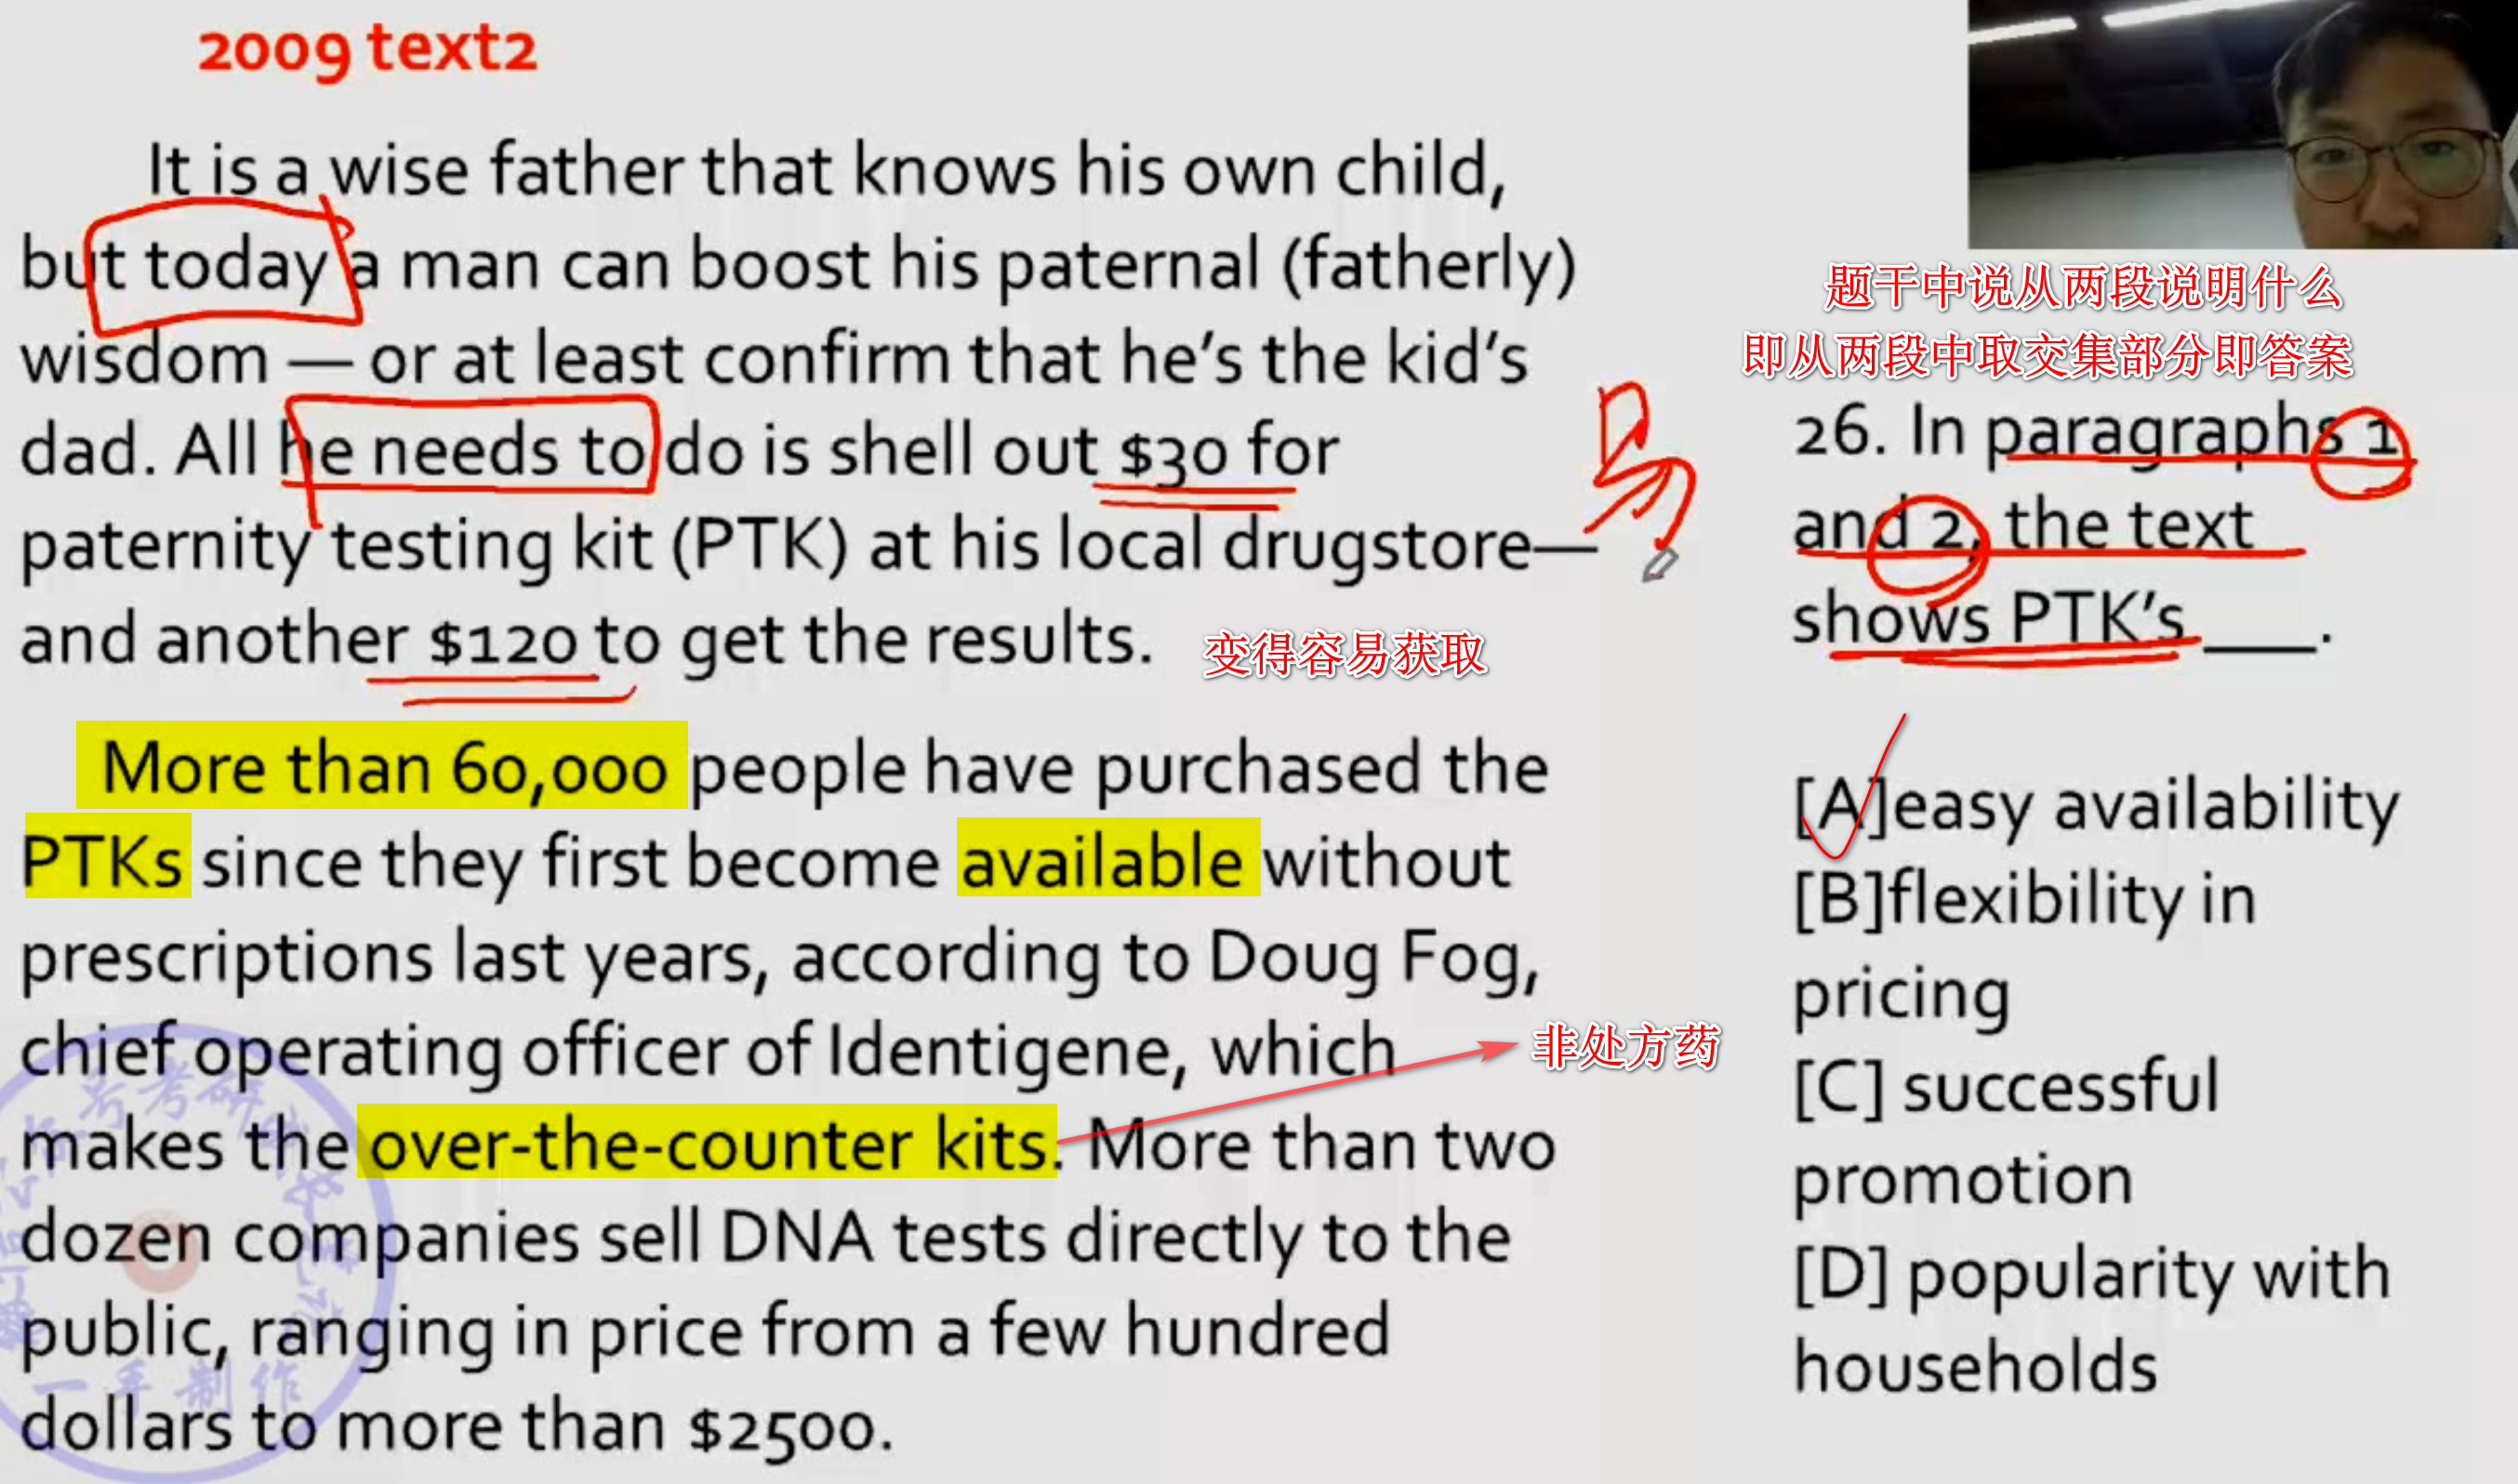 2009 text2
It is a wise father that knows his own child,
but today a man can boost his paternal (fatherly)
wisdom — or at least confirm that he's the kid's
dad. All he needs to do is shell out $30 for
paternity testing kit (PTK) at his local drugstore—
and another $120 to get the results.
变得容易获取
More than 60,000 people have purchased the
PTKs since they first become available without
prescriptions last years, according to Doug Fog,
chief operating officer of Identigene, which
makes the over-the-counter kits. More than two
dozen companies sell DNA tests directly to the
public, ranging in price from a few hundred
dollars to more than $2500.
非处方药
题干中说从两段说明什么
即从两段中取交集部分即答案
26. In paragraphs 1
and 2, the text
shows PTK's ___.
[A]easy availability
[B]flexibility in
pricing
[C] successful
promotion
[D] popularity with
households
一手制作